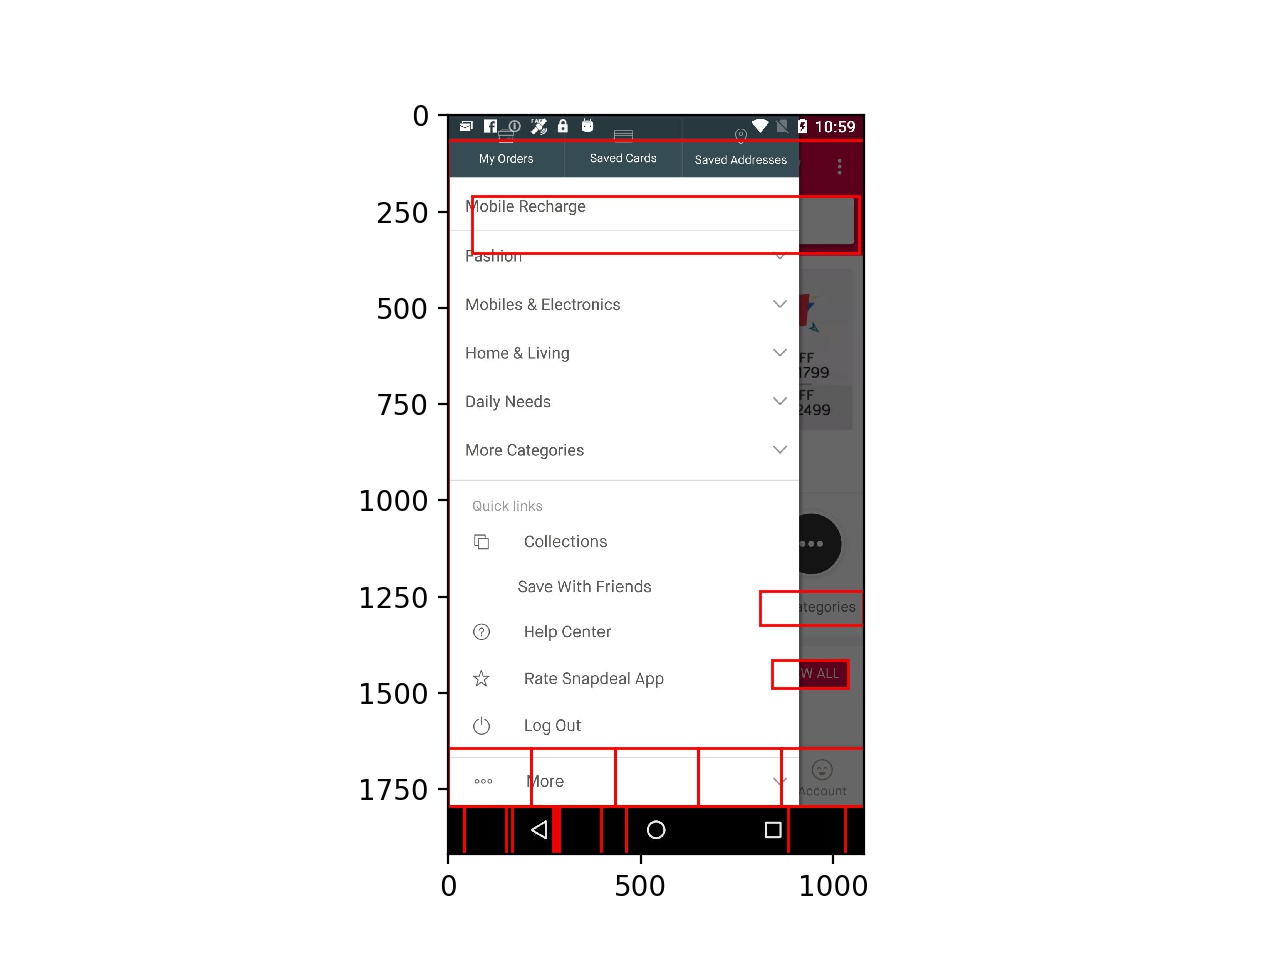 0
250
500
750
1000
1250
1500
1750
0
500
1000
10:59
My Orders
Saved Cards
Saved Addresses
Mobile Recharge
Fashion
Mobiles & Electronics
Home & Living
Daily Needs
More Categories
Quick links
Collections
Save With Friends
Help Center
Rate Snapdeal App
Log Out
More
FF
1799
FF
2499
ategories
W ALL
Account